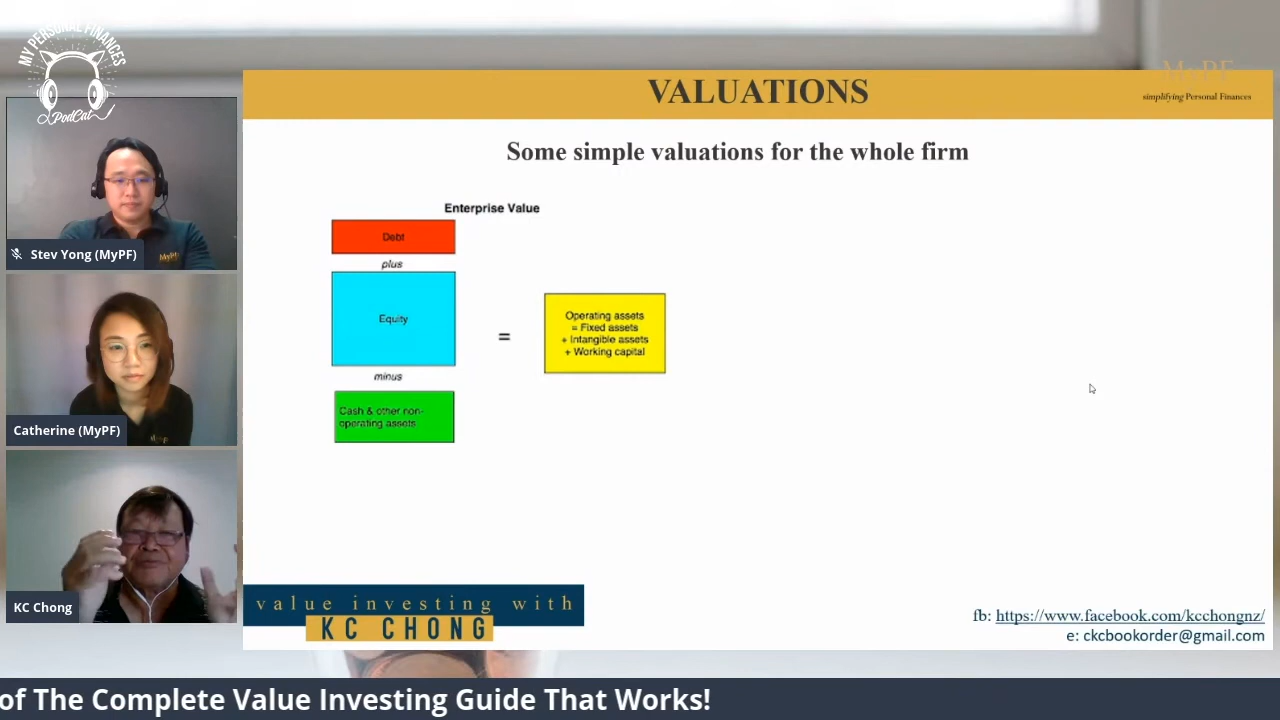 MY PERSONAL FINANCES
PodCat
Stev Yong (MyPF)
MyPF
Catherine (MyPF)
KC Chong
VALUATIONS
MyPF
simplifying Personal Finances
Some simple valuations for the whole firm
Enterprise Value
Debt
plus
Equity
minus
Cash & other non-
operating assets
=
Operating assets
= Fixed assets
+ Intangible assets
+ Working capital
value investing with
KC CHONG
fb: https://www.facebook.com/kcchongnz/
e: ckcbookorder@gmail.com
of The Complete Value Investing Guide That Works!